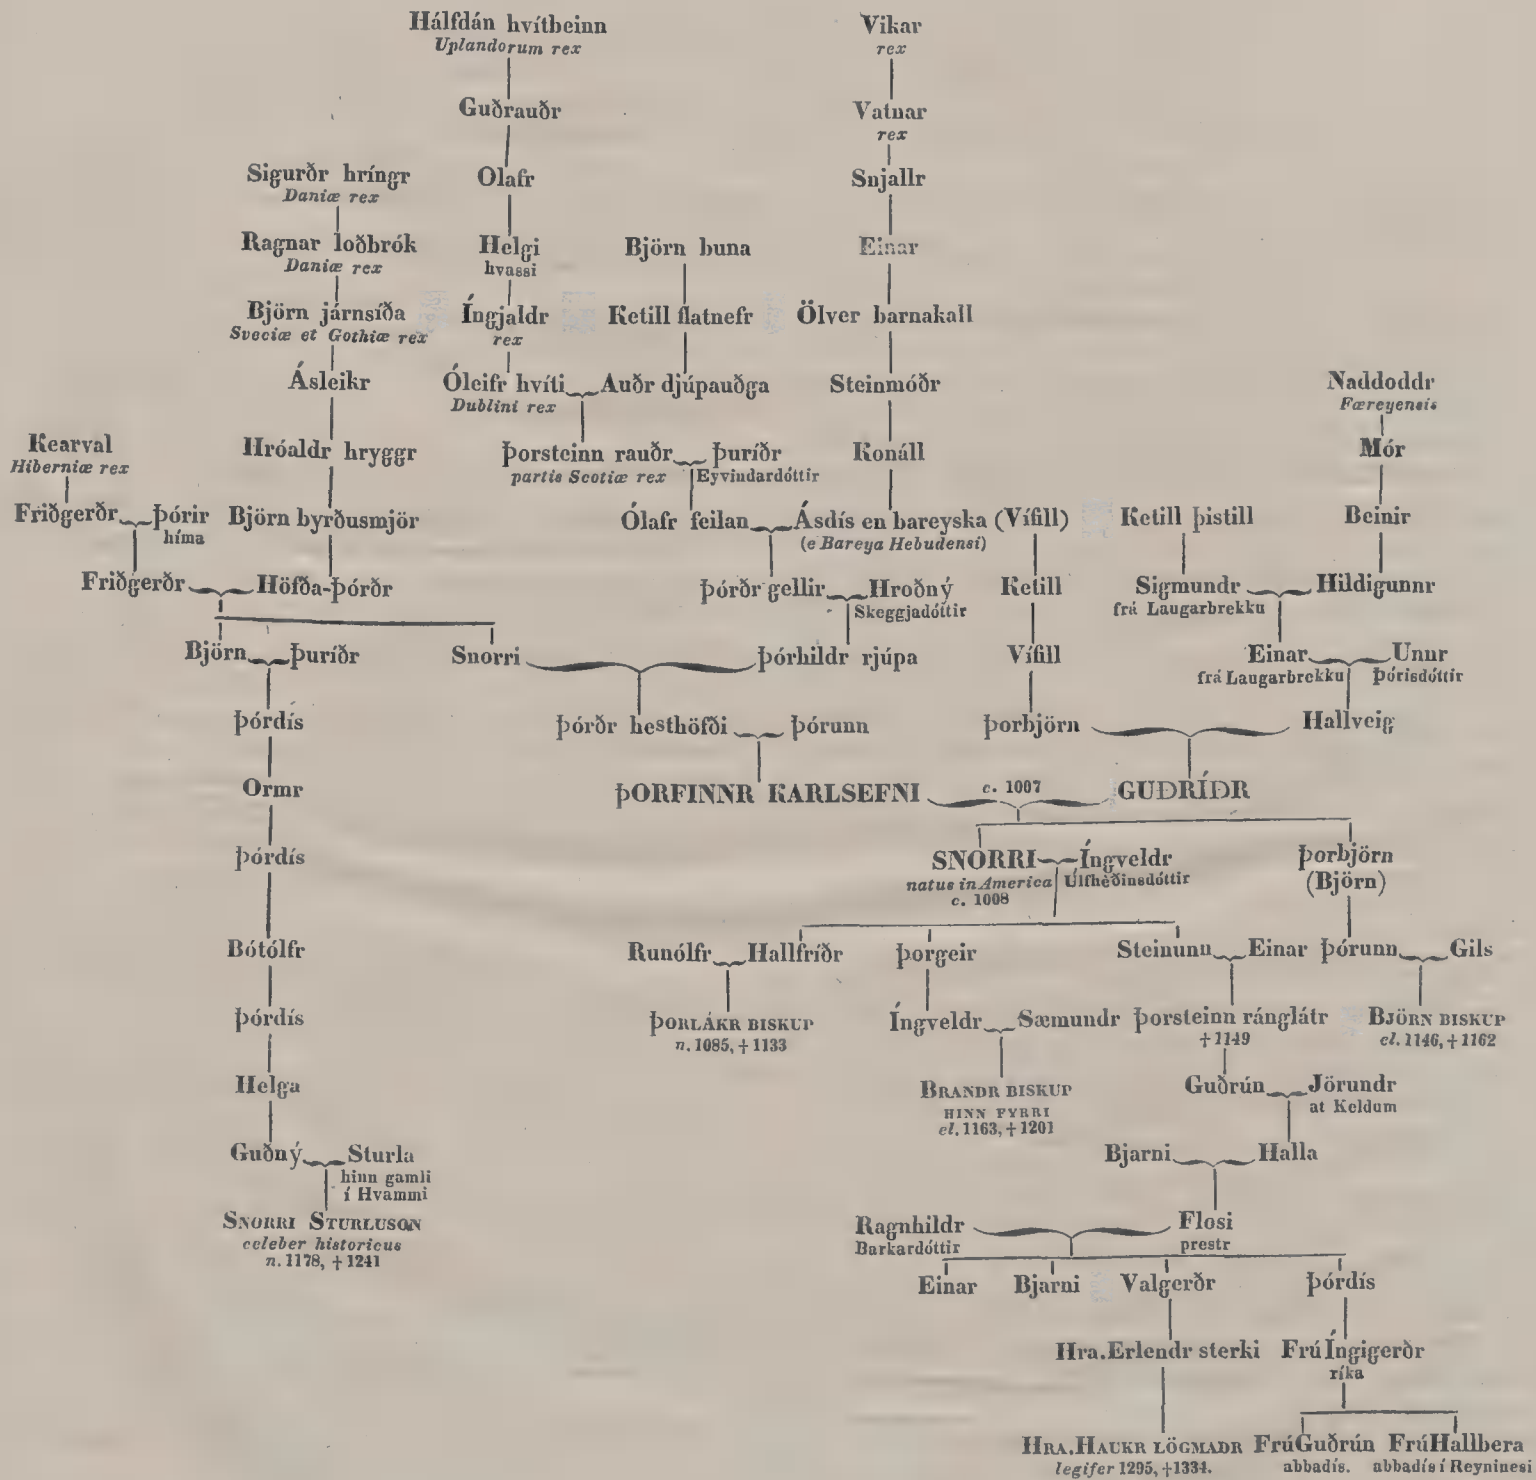 Hálfdán hvítbeinn
Uplandorum rex
Vikar
rex
Guðrauðr
Vatnar
rex
Sigurðr hríngr
Daniæ rex
Olafr
Snjallr
Ragnar loðbrók
Daniæ rex
Helgi
hvassi
Björn buna
Einar
Björn járnsíða
Sveciæ et Gothiæ rex
Íngjaldr
rex
Ketill flatnefr
Ölver barnakall
Ásleikr
Óleifr hvíti
Dublini rex
Auðr djúpauðga
Steinmóðr
Naddoddr
Færeyensis
Kearval
Hiberniæ rex
Hróaldr hryggr
Þorsteinn rauðr
partis Scotiæ rex
Þuríðr
Eyvindardóttir
Konáll
Mór
Friðgerðr
Þórir
híma
Björn byrðusmjör
Ólafr feilan
Ásdís en bareyska
(e Bareya Hebudensi)
(Vífill)
Ketill þistill
Beinir
Friðgerðr
Höfða-Þórðr
Þórðr gellir
Hroðný
Skeggjadóttir
Ketill
Sigmundr
frá Laugarbrekku
Hildigunnr
Björn
Þuríðr
Snorri
Þórhildr rjúpa
Vífill
Einar
frá Laugarbrekku
Unnr
Þórisdóttir
Þórdís
Þórðr hesthöfði
Þórunn
Þorbjörn
Hallveig
Ormr
ÞORFINNR KARLSEFNI
c. 1007
GUÐRÍÐR
Þórdís
SNORRI
natus in America
c. 1008
Íngveldr
Úlfhèðinsdóttir
Þorbjörn
(Björn)
Bótólfr
Runólfr
Hallfríðr
Þorgeir
Steinunn
Einar
Þórunn
Gils
Þórdís
ÞORLÁKR BISKUP
n. 1085, † 1133
Íngveldr
Sæmundr
Þorsteinn ránglátr
† 1149
BJÖRN BISKUP
el. 1146, † 1162
Helga
BRANDR BISKUP
HINN FYRRI
el. 1163, † 1201
Guðrún
Jörundr
at Keldum
Guðný
Sturla
hinn gamli
í Hvammi
Bjarni
Halla
SNORRI STURLUSON
celeber historicus
n. 1178, † 1241
Ragnhildr
Barkardóttir
Flosi
prestr
Einar
Bjarni
Valgerðr
Þórdís
Hra. Erlendr sterki
Frú Íngigerðr
ríka
HRA. HAUKR LÖGMADR
legifer 1295, †1334.
Frú Guðrún
abbadís.
Frú Hallbera
abbadís í Reyninesi